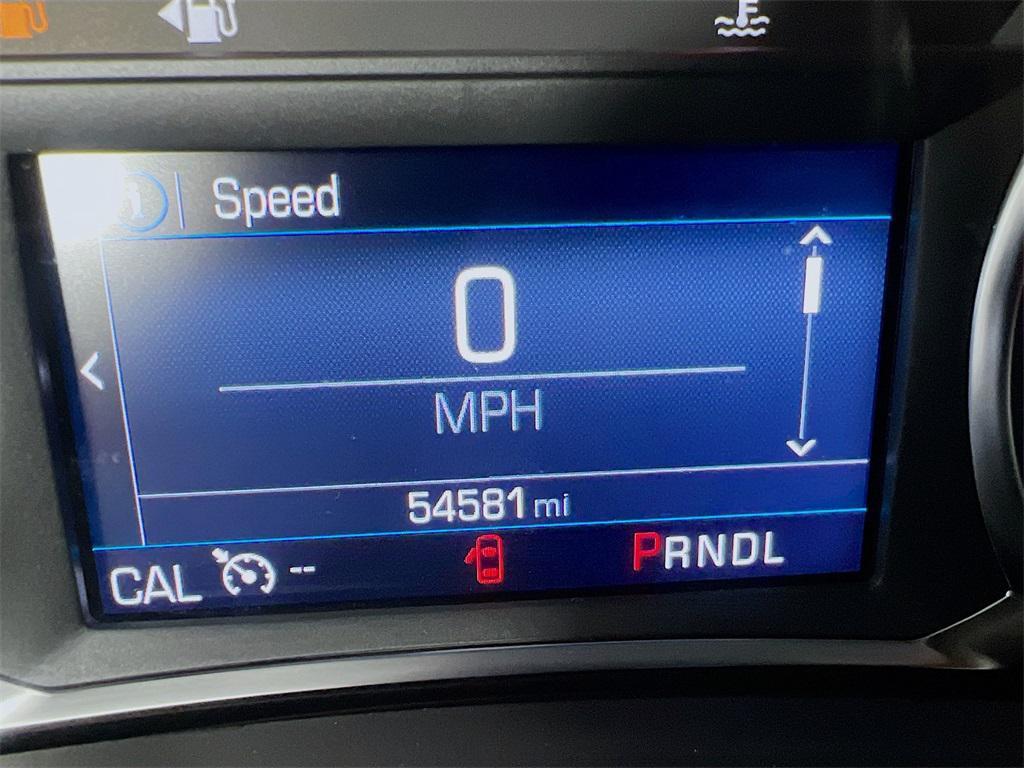 F
Speed
0
MPH
54581 mi
CAL -- PRNDL